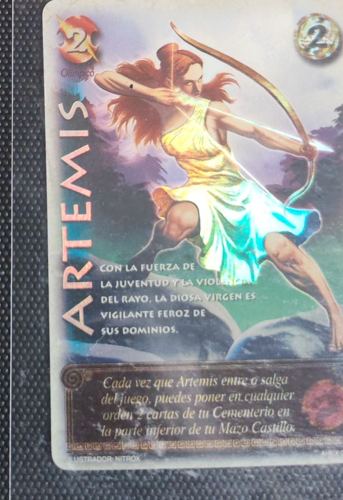 2
2
Olímpico
ARTEMIS
CON LA FUERZA DE
LA JUVENTUD Y LA VIOLENCIA
DEL RAYO, LA DIOSA VIRGEN ES
VIGILANTE FEROZ DE
SUS DOMINIOS.
Cada vez que Artemis entre o salga
del juego, puedes poner en cualquier
orden 2 cartas de tu Cementerio en
la parte inferior de tu Mazo Castillo.
ILUSTRADOR: NITROX